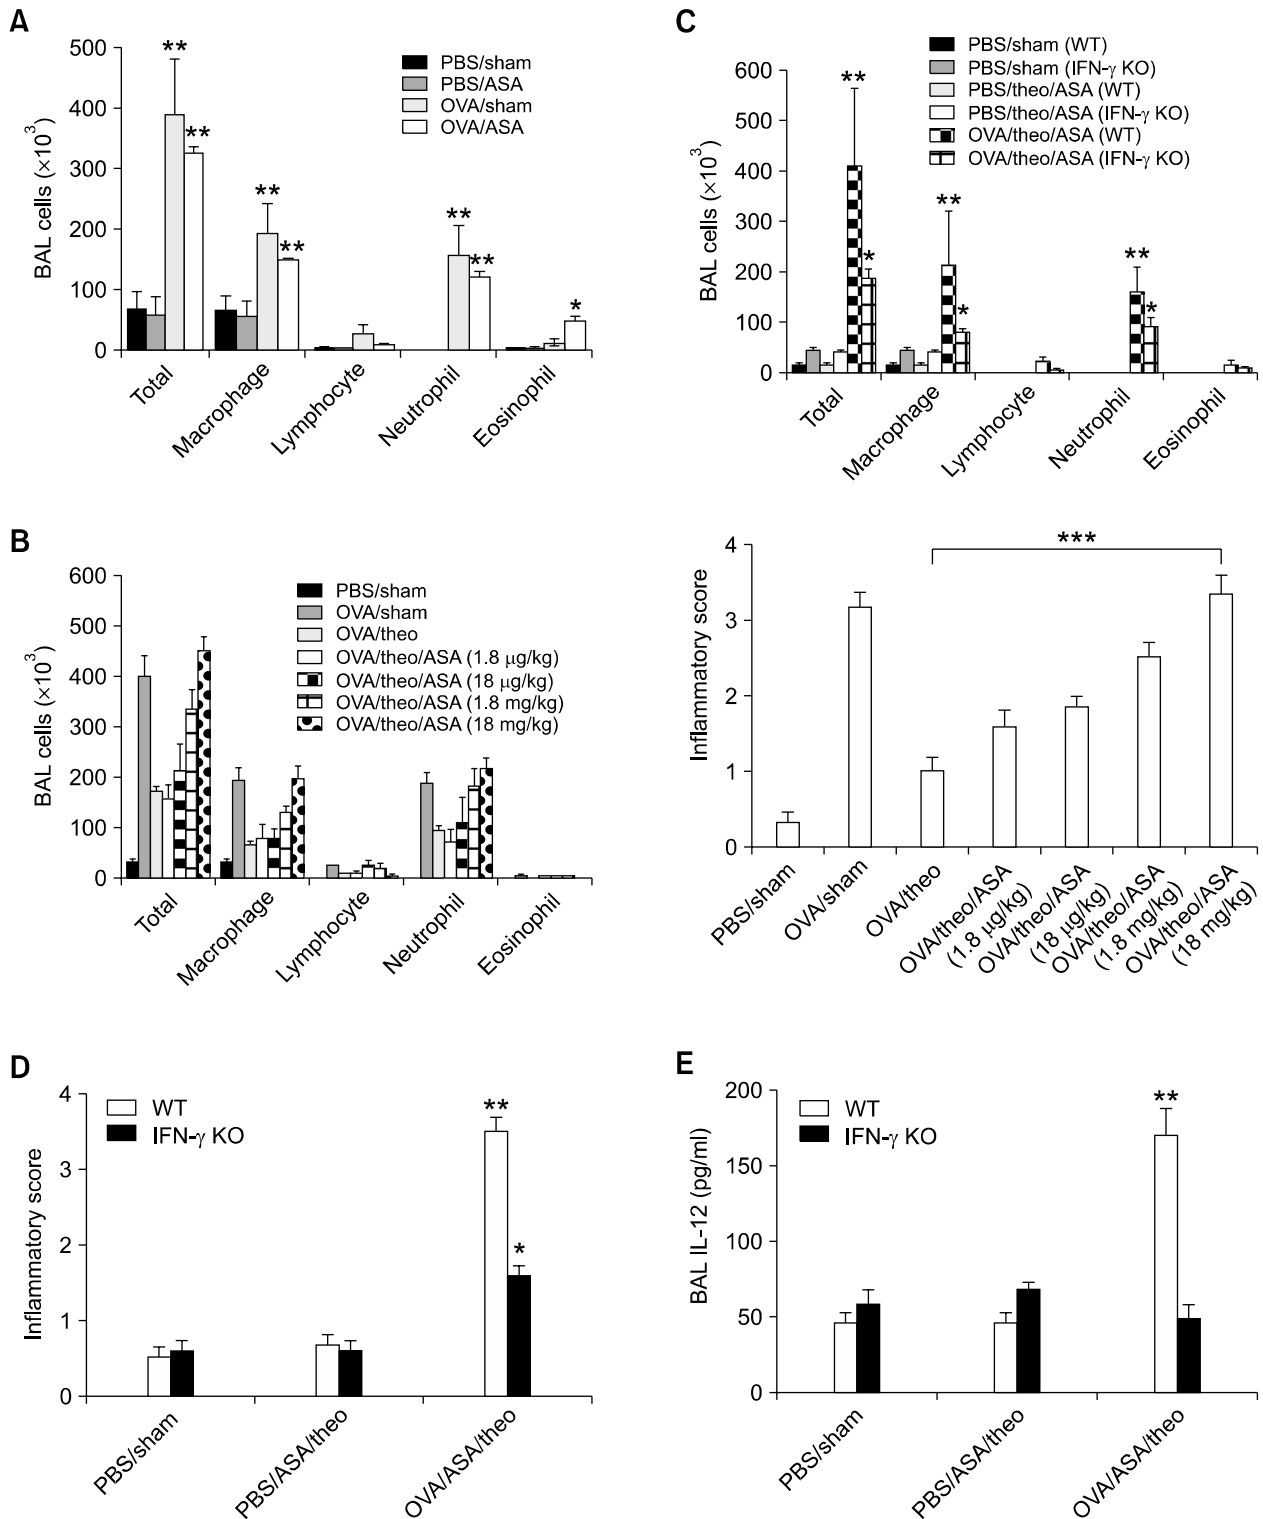 A
500
400
300
200
100
0
BAL cells (×10³)
**
**
**
**
**
**
*
PBS/sham
PBS/ASA
OVA/sham
OVA/ASA
Total
Macrophage
Lymphocyte
Neutrophil
Eosinophil
C
600
500
400
300
200
100
0
BAL cells (×10³)
PBS/sham (WT)
PBS/sham (IFN-γ KO)
PBS/theo/ASA (WT)
PBS/theo/ASA (IFN-γ KO)
OVA/theo/ASA (WT)
OVA/theo/ASA (IFN-γ KO)
**
*
**
*
**
*
Total
Macrophage
Lymphocyte
Neutrophil
Eosinophil
B
600
500
400
300
200
100
0
BAL cells (×10³)
PBS/sham
OVA/sham
OVA/theo
OVA/theo/ASA (1.8 μg/kg)
OVA/theo/ASA (18 μg/kg)
OVA/theo/ASA (1.8 mg/kg)
OVA/theo/ASA (18 mg/kg)
Total
Macrophage
Lymphocyte
Neutrophil
Eosinophil
4
3
2
1
0
Inflammatory score
***
PBS/sham
OVA/sham
OVA/theo
OVA/theo/ASA
(1.8 μg/kg)
OVA/theo/ASA
(18 μg/kg)
OVA/theo/ASA
(1.8 mg/kg)
OVA/theo/ASA
(18 mg/kg)
D
4
3
2
1
0
Inflammatory score
WT
IFN-γ KO
**
*
PBS/sham
PBS/ASA/theo
OVA/ASA/theo
E
200
150
100
50
0
BAL IL-12 (pg/ml)
WT
IFN-γ KO
**
PBS/sham
PBS/ASA/theo
OVA/ASA/theo